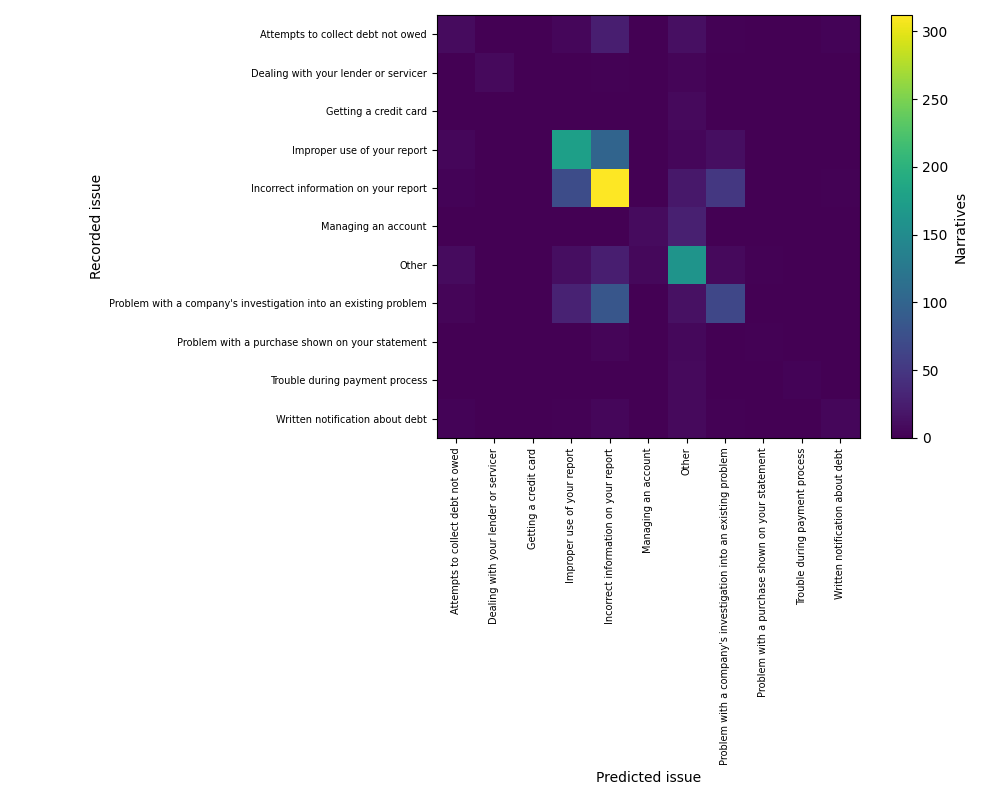 Recorded issue
Attempts to collect debt not owed
Dealing with your lender or servicer
Getting a credit card
Improper use of your report
Incorrect information on your report
Managing an account
Other
Problem with a company's investigation into an existing problem
Problem with a purchase shown on your statement
Trouble during payment process
Written notification about debt
Attempts to collect debt not owed
Dealing with your lender or servicer
Getting a credit card
Improper use of your report
Incorrect information on your report
Managing an account
Other
Problem with a company's investigation into an existing problem
Problem with a purchase shown on your statement
Trouble during payment process
Written notification about debt
Predicted issue
300
250
200
150
100
50
0
Narratives